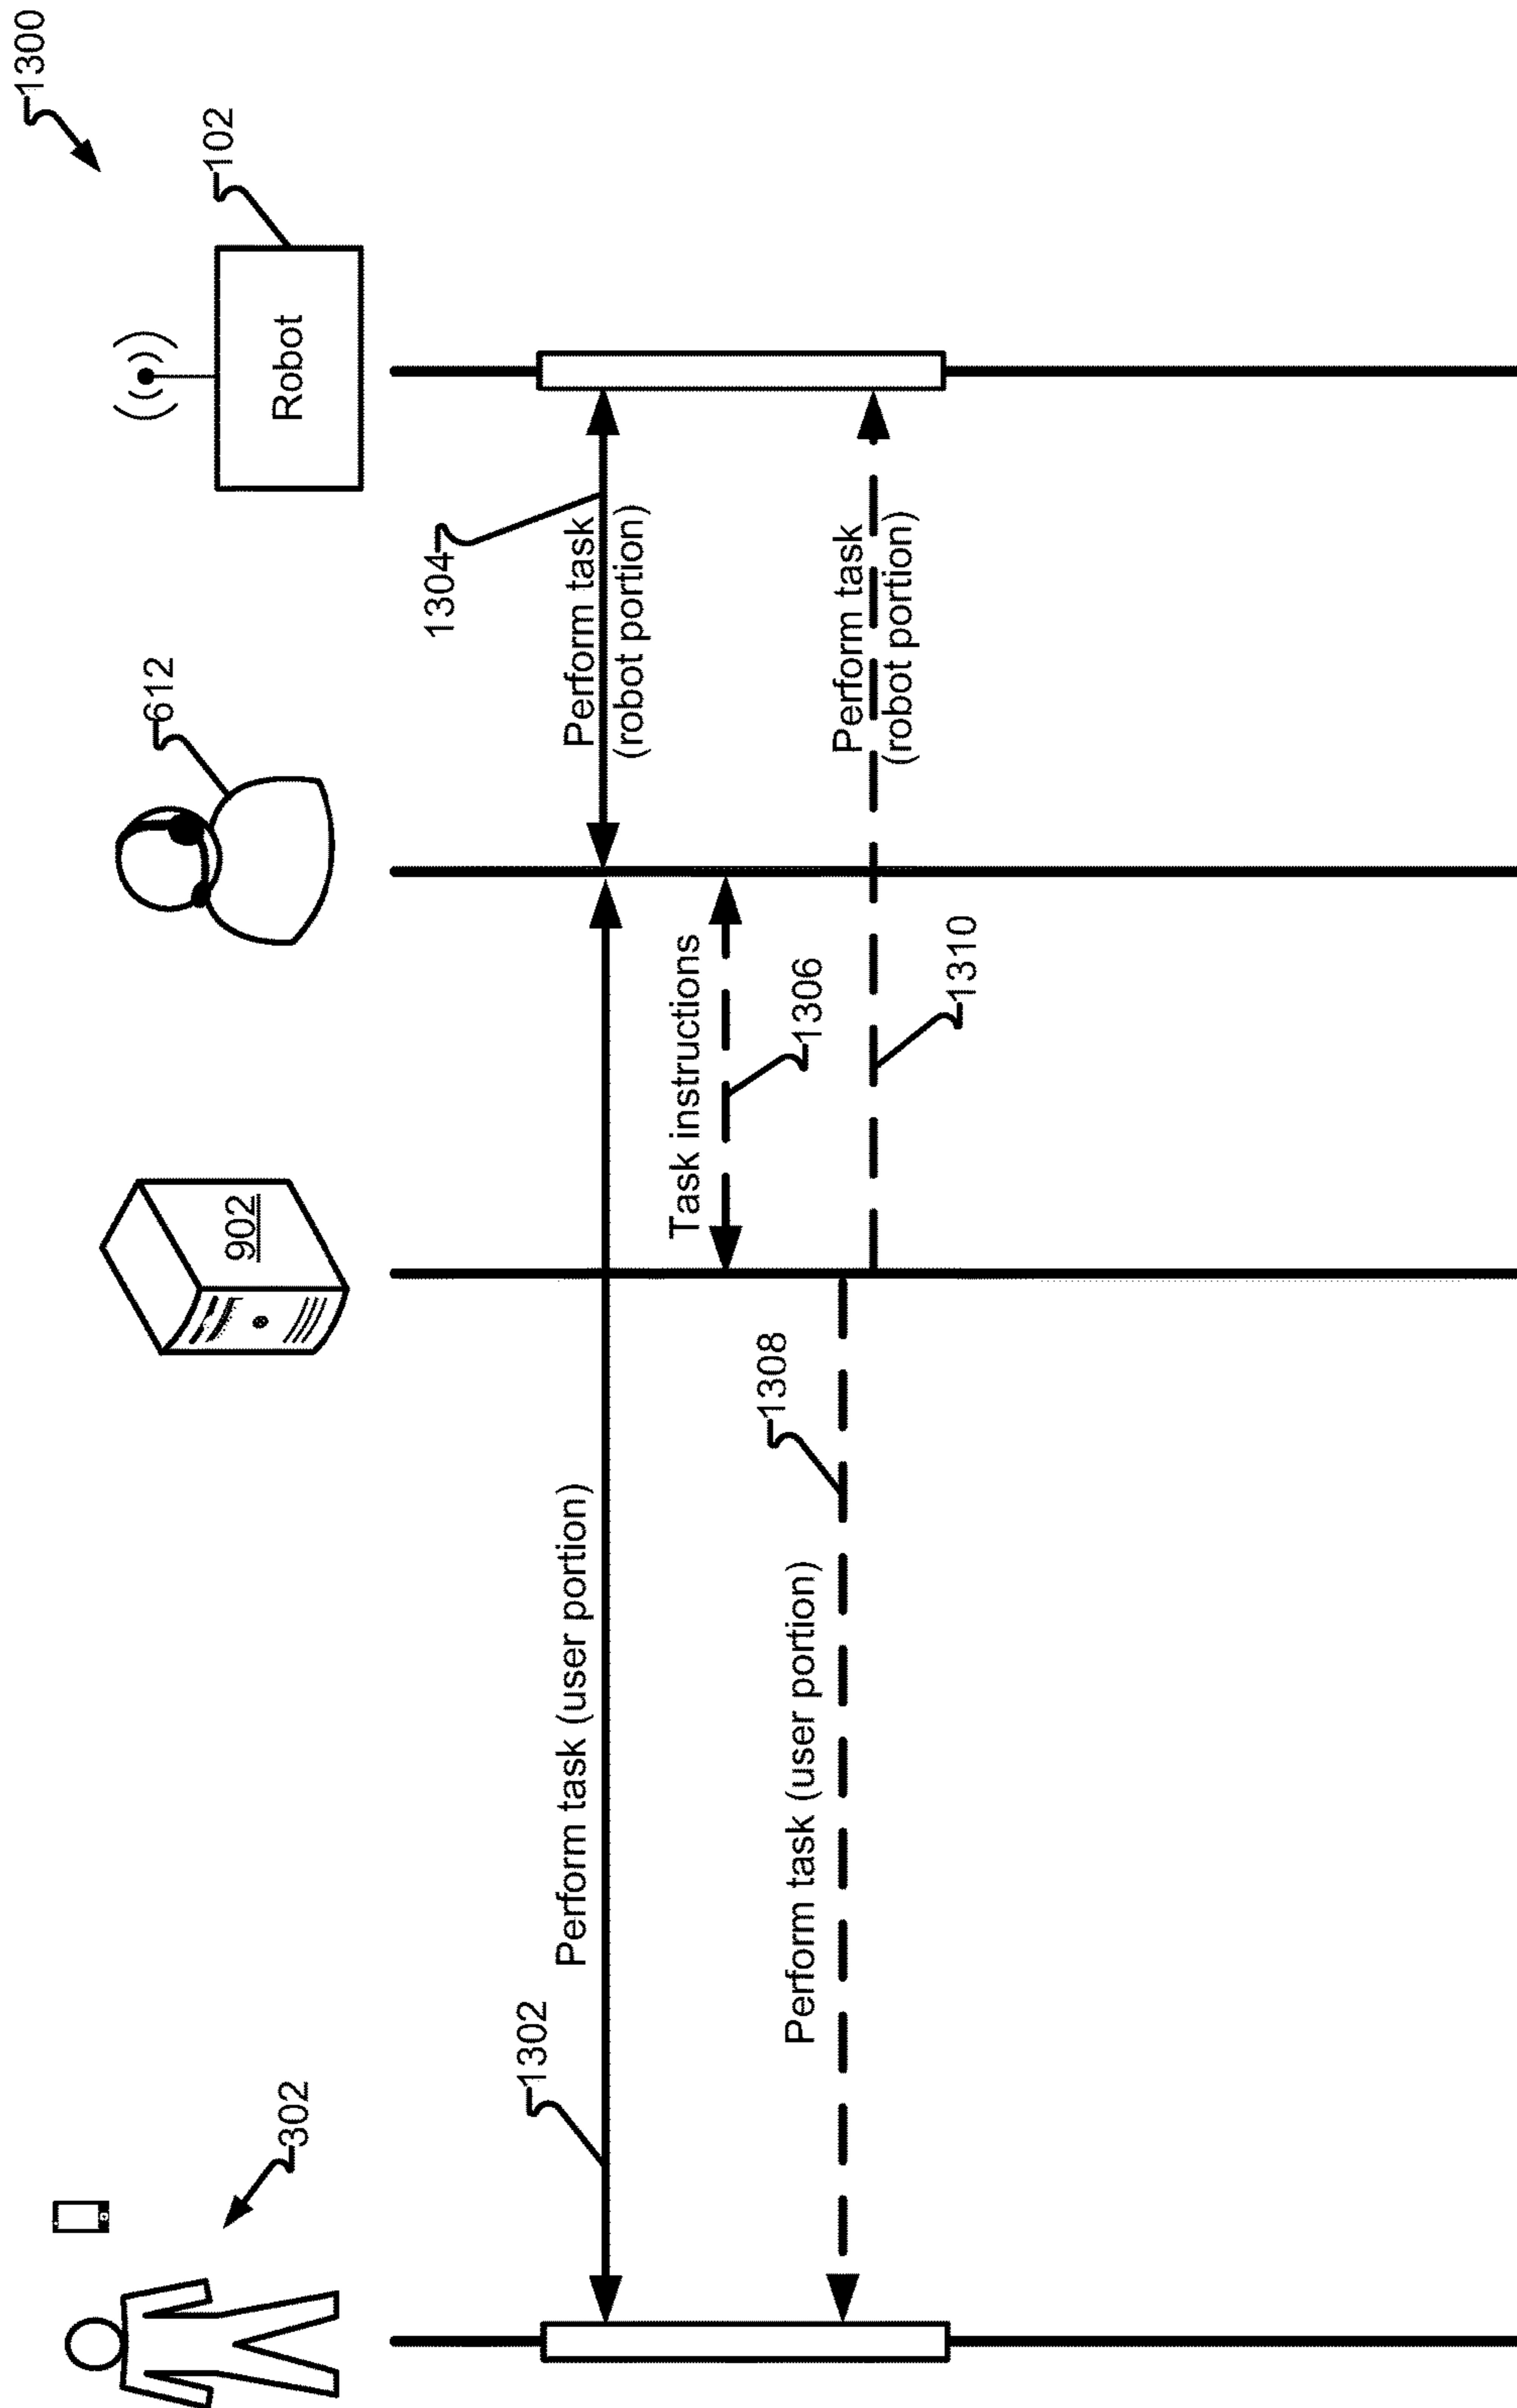 1300
302
902
612
102
Robot
1302
Perform task (user portion)
1304
Perform task
(robot portion)
Task instructions
1306
1308
Perform task (user portion)
Perform task
(robot portion)
1310